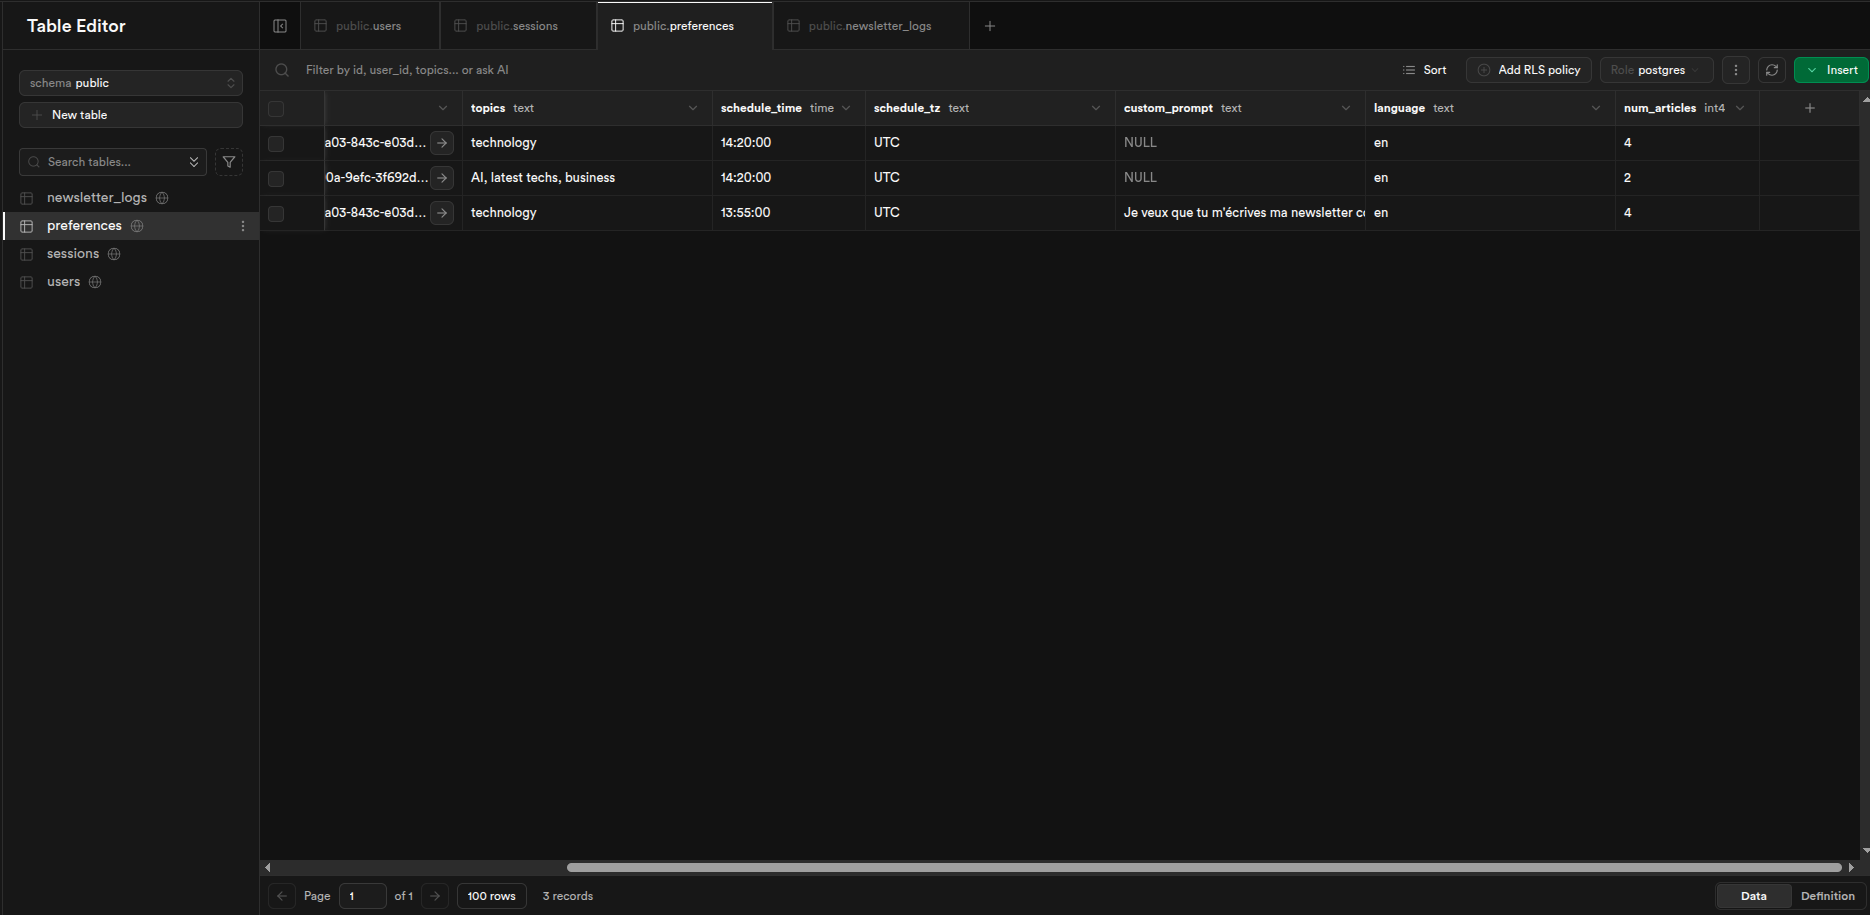 Table Editor
public.users
public.sessions
public.preferences
public.newsletter_logs
schema public
New table
Search tables...
newsletter_logs
preferences
sessions
users
Filter by id, user_id, topics... or ask AI
Sort
Add RLS policy
Role postgres
Insert
topics text schedule_time time schedule_tz text custom_prompt text language text num_articles int4
a03-843c-e03d... technology 14:20:00 UTC NULL en 4
0a-9efc-3f692d... AI, latest techs, business 14:20:00 UTC NULL en 2
a03-843c-e03d... technology 13:55:00 UTC Je veux que tu m'écrives ma newsletter co en 4
Page 1 of 1 100 rows 3 records
Data Definition